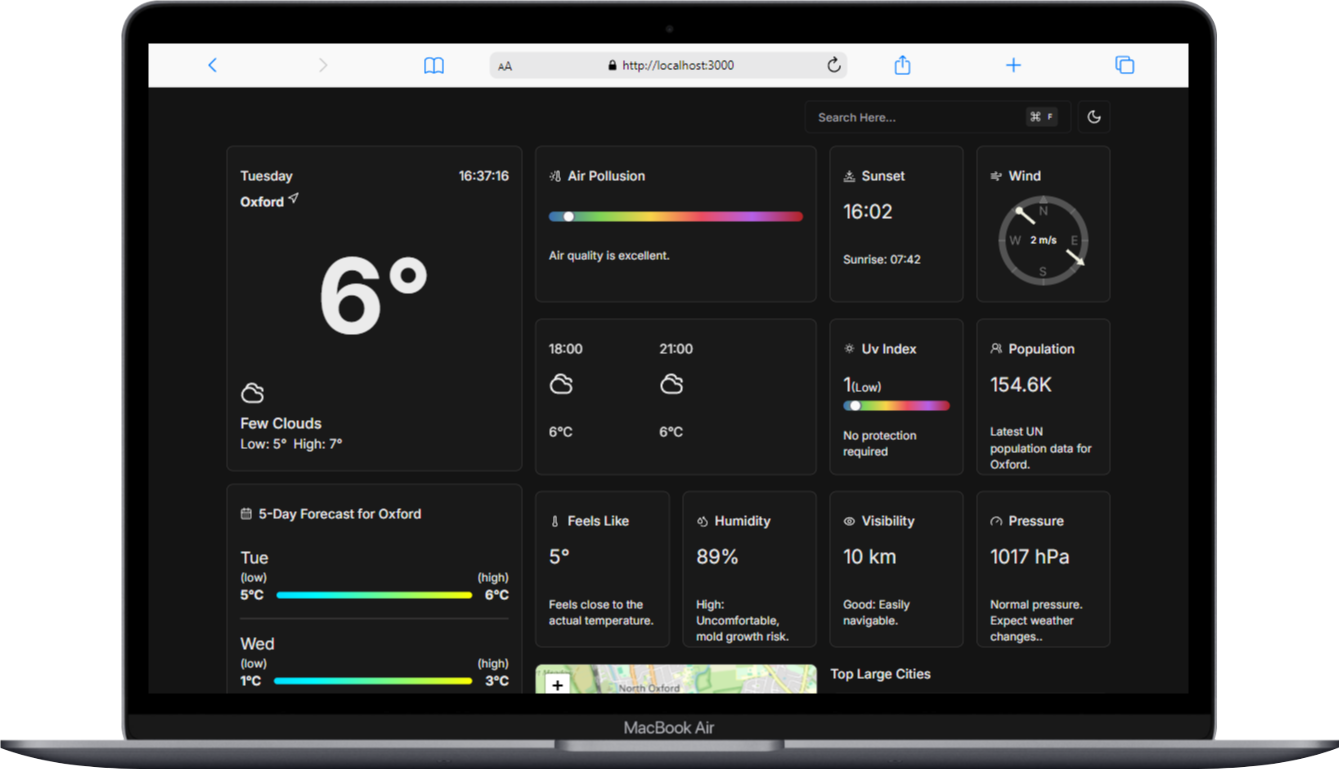 AA
http://localhost:3000
Search Here...
⌘ F
Tuesday
16:37:16
Oxford
6°
Few Clouds
Low: 5° High: 7°
5-Day Forecast for Oxford
Tue
(low)
(high)
5°C
6°C
Wed
(low)
(high)
1°C
3°C
Air Pollusion
Air quality is excellent.
Sunset
16:02
Sunrise: 07:42
Wind
N
W
2 m/s
E
S
18:00
21:00
6°C
6°C
Uv Index
1(Low)
No protection
required
Population
154.6K
Latest UN
population data for
Oxford.
Feels Like
5°
Feels close to the
actual temperature.
Humidity
89%
High:
Uncomfortable,
mold growth risk.
Visibility
10 km
Good: Easily
navigable.
Pressure
1017 hPa
Normal pressure.
Expect weather
changes..
+
North Oxford
Top Large Cities
MacBook Air